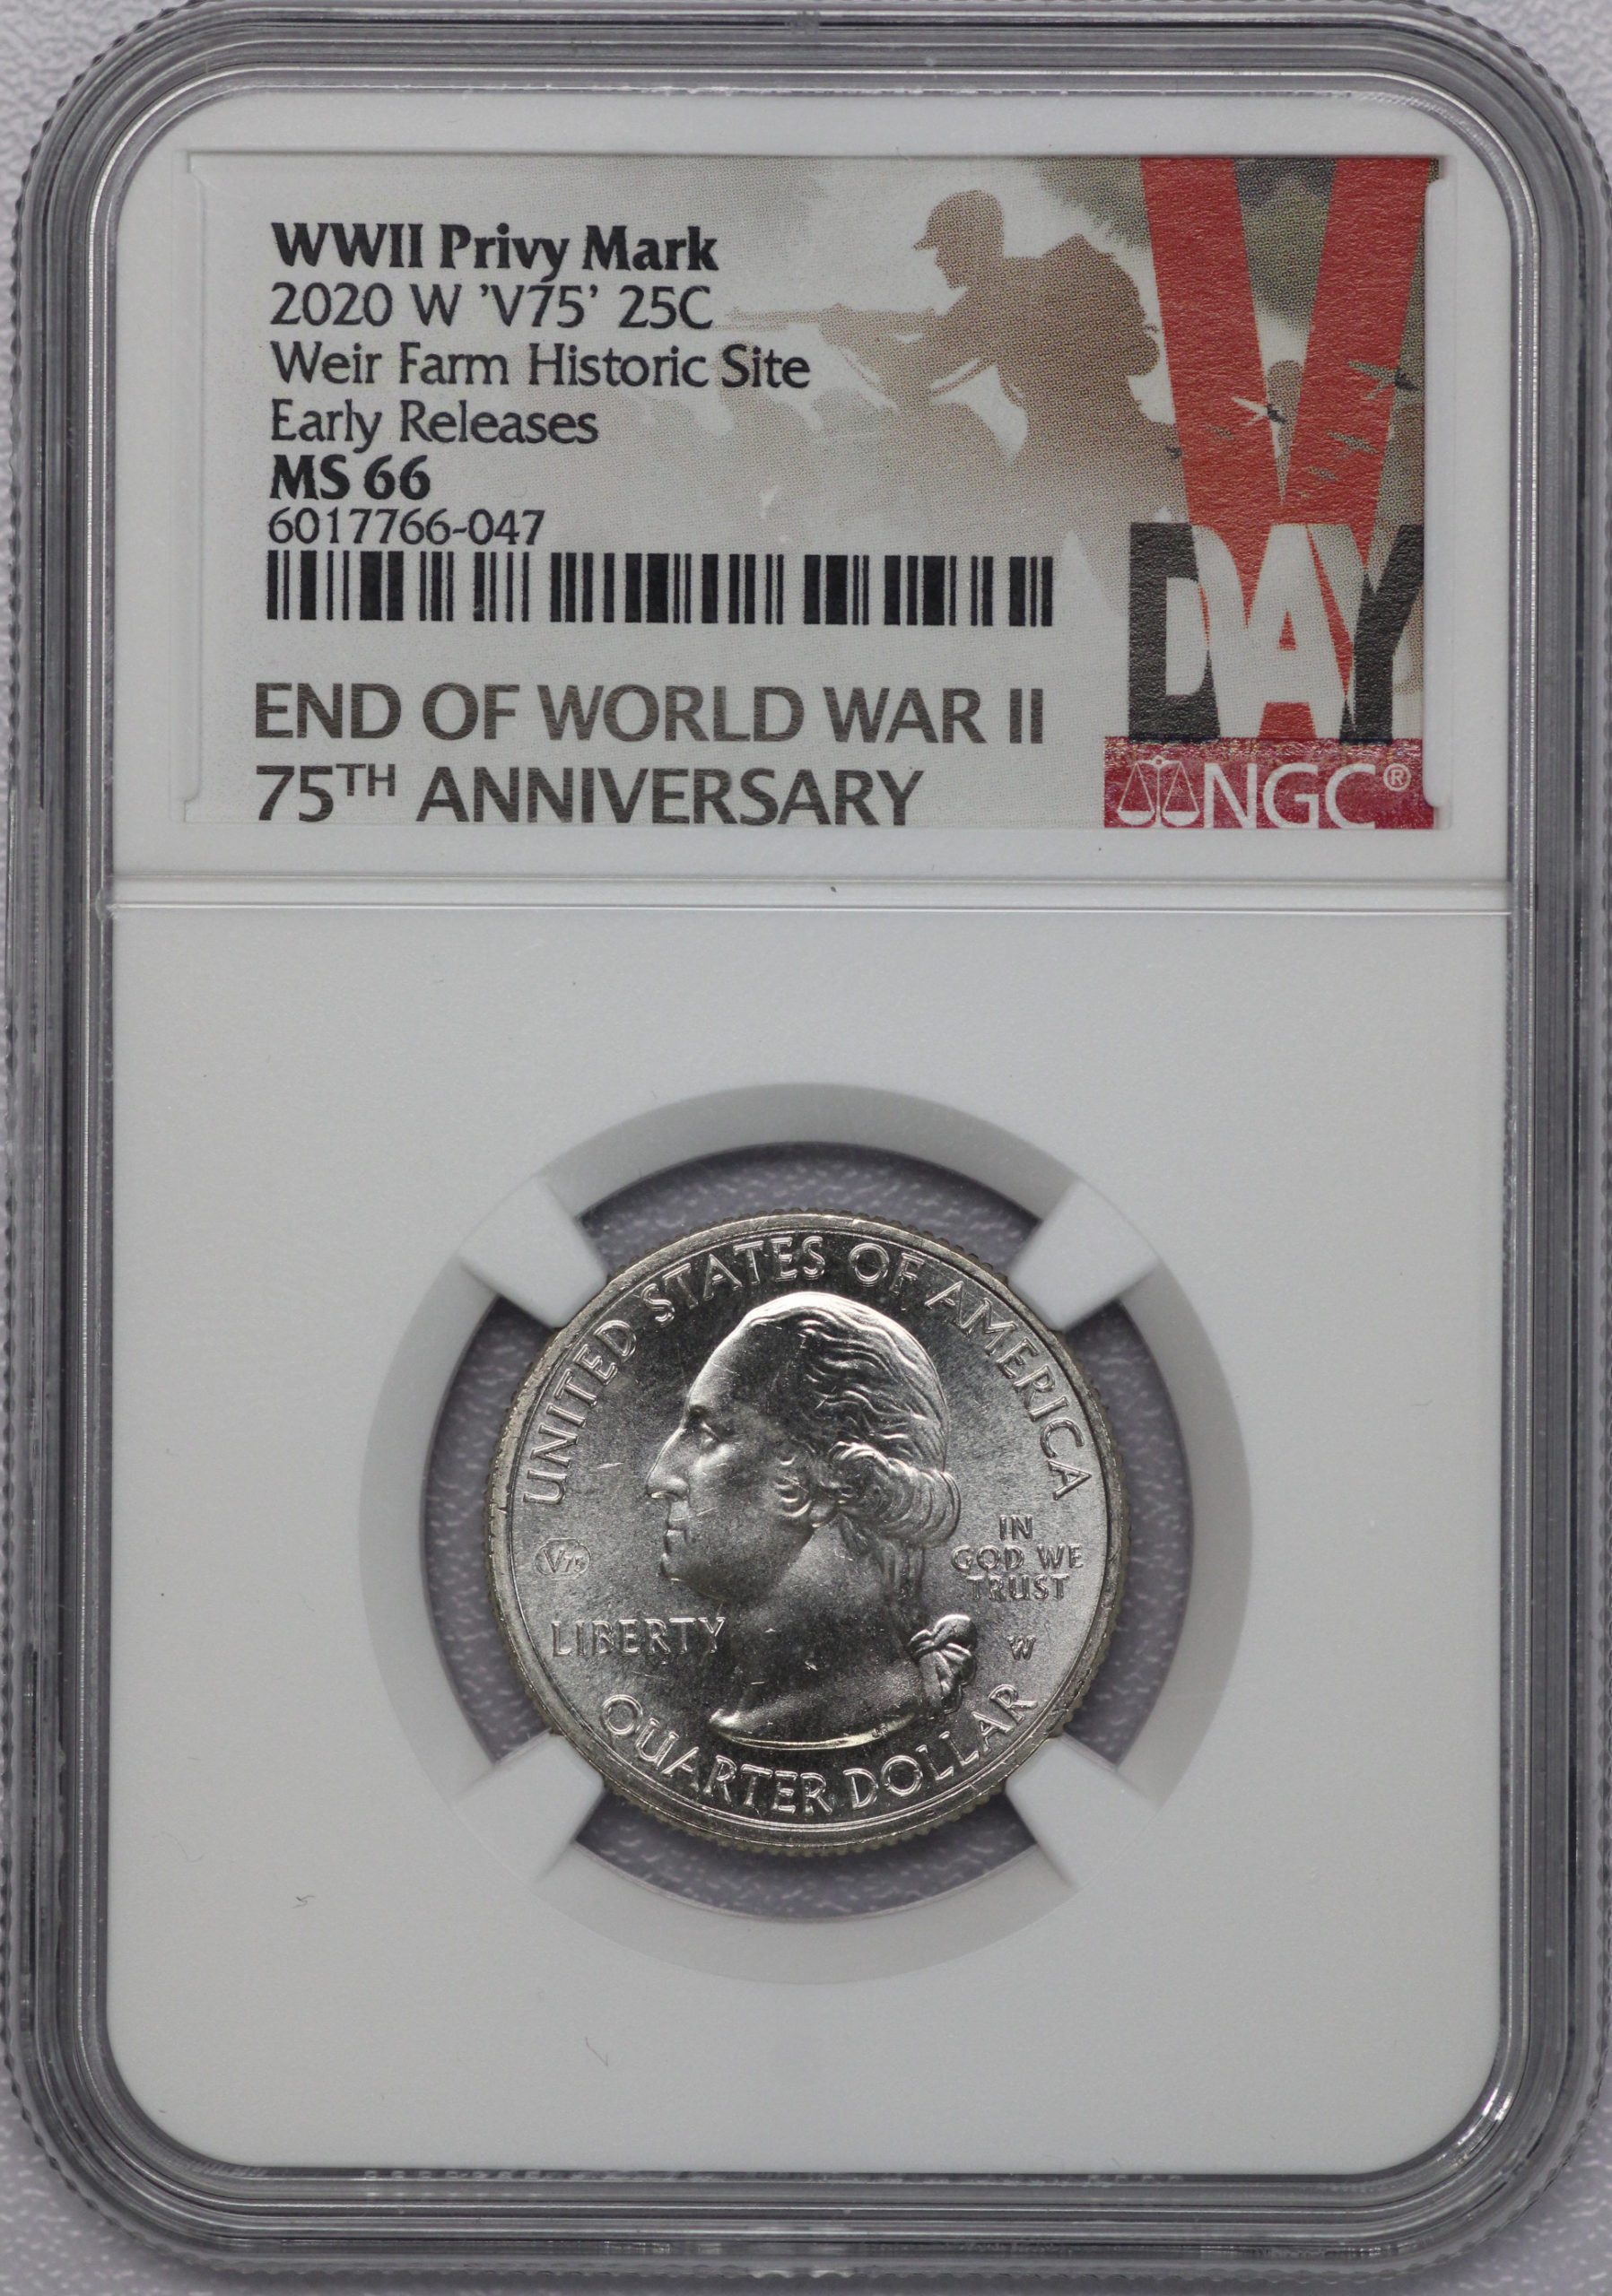 WWII Privy Mark
2020 W 'V75' 25C
Weir Farm Historic Site
Early Releases
MS 66
6017766-047
END OF WORLD WAR II
75TH ANNIVERSARY
V
DAY
NGC®
UNITED STATES OF AMERICA
IN
GOD WE
TRUST
V75
LIBERTY
W
QUARTER DOLLAR